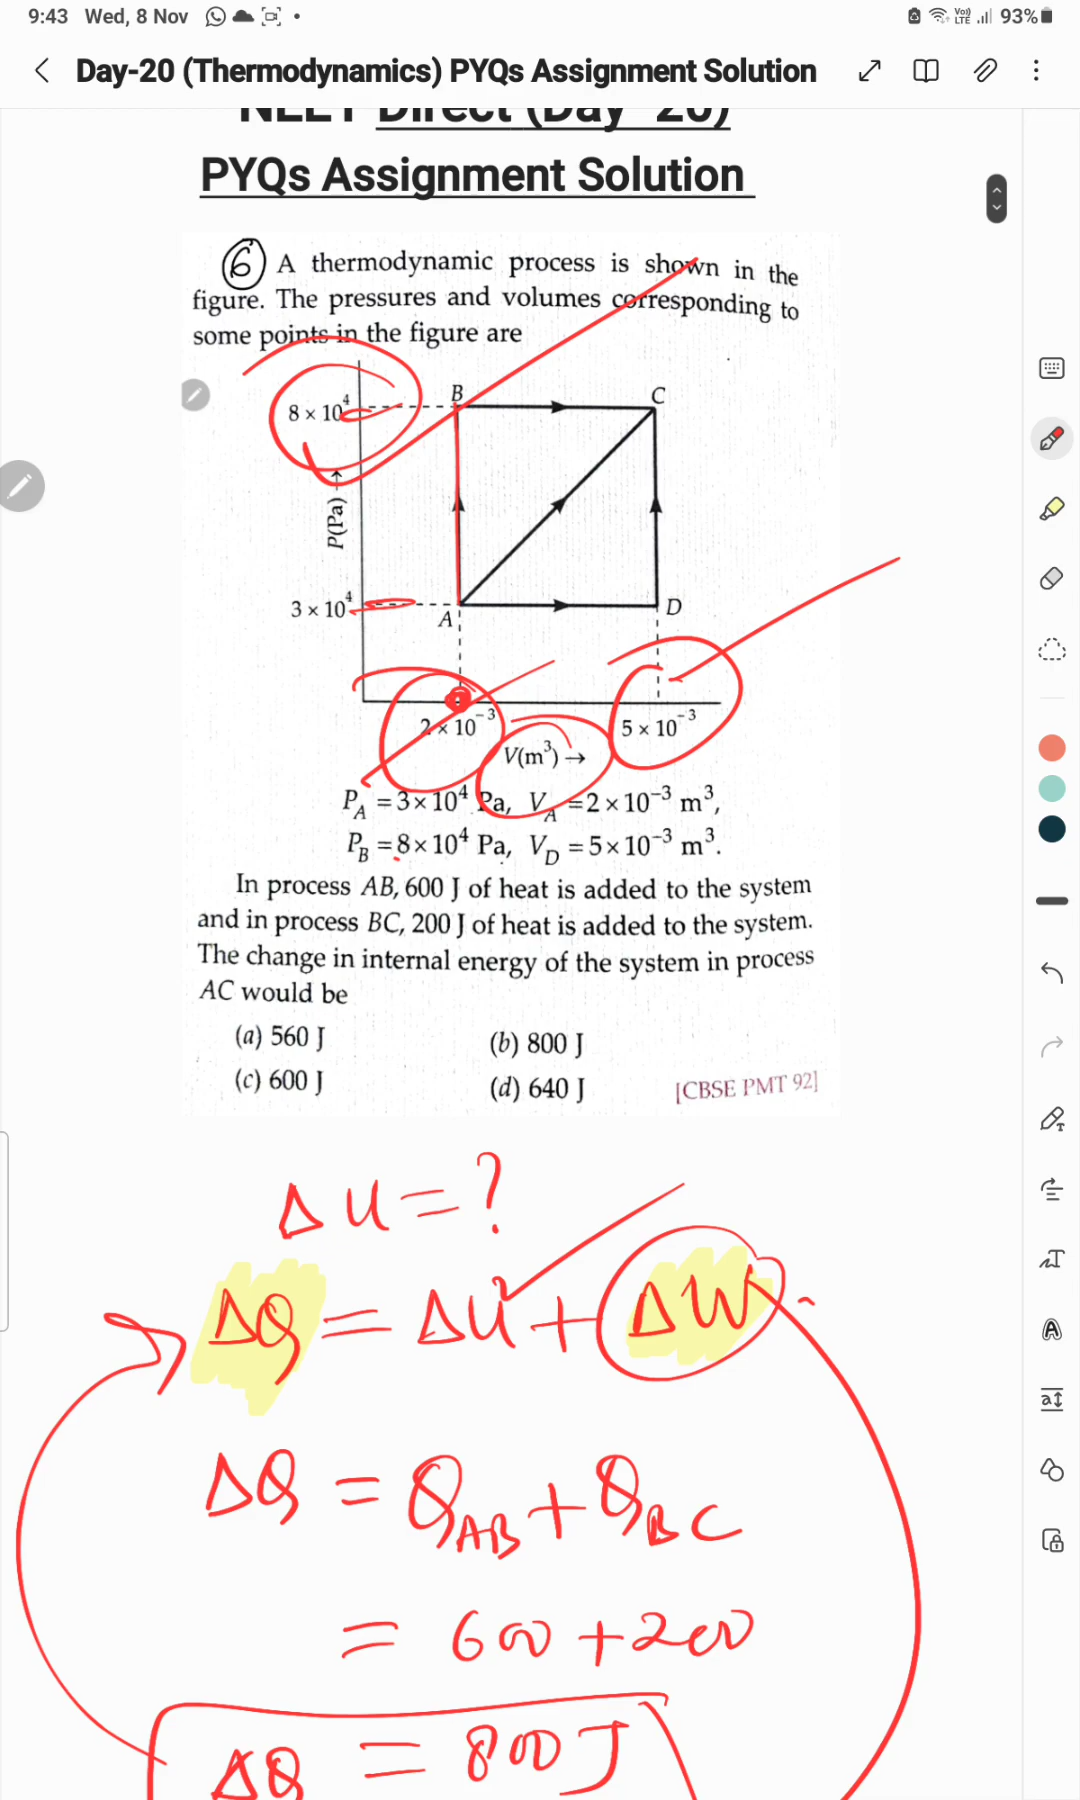 9:43 Wed, 8 Nov
Vo))
LTE
93%
Day-20 (Thermodynamics) PYQs Assignment Solution
NEET Direct (Day-20)
PYQs Assignment Solution
6 A thermodynamic process is shown in the
figure. The pressures and volumes corresponding to
some points in the figure are
B
C
8 × 10⁴
P(Pa) →
3 × 10⁴
A
D
2 × 10⁻³
5 × 10⁻³
V(m³) →
P_A = 3 × 10⁴ Pa, V_A = 2 × 10⁻³ m³,
P_B = 8 × 10⁴ Pa, V_D = 5 × 10⁻³ m³.
In process AB, 600 J of heat is added to the system
and in process BC, 200 J of heat is added to the system.
The change in internal energy of the system in process
AC would be
(a) 560 J (b) 800 J
(c) 600 J (d) 640 J [CBSE PMT 92]
ΔU = ?
ΔQ = ΔU + ΔW
ΔQ = Q_AB + Q_BC
= 600 + 200
ΔQ = 800 J